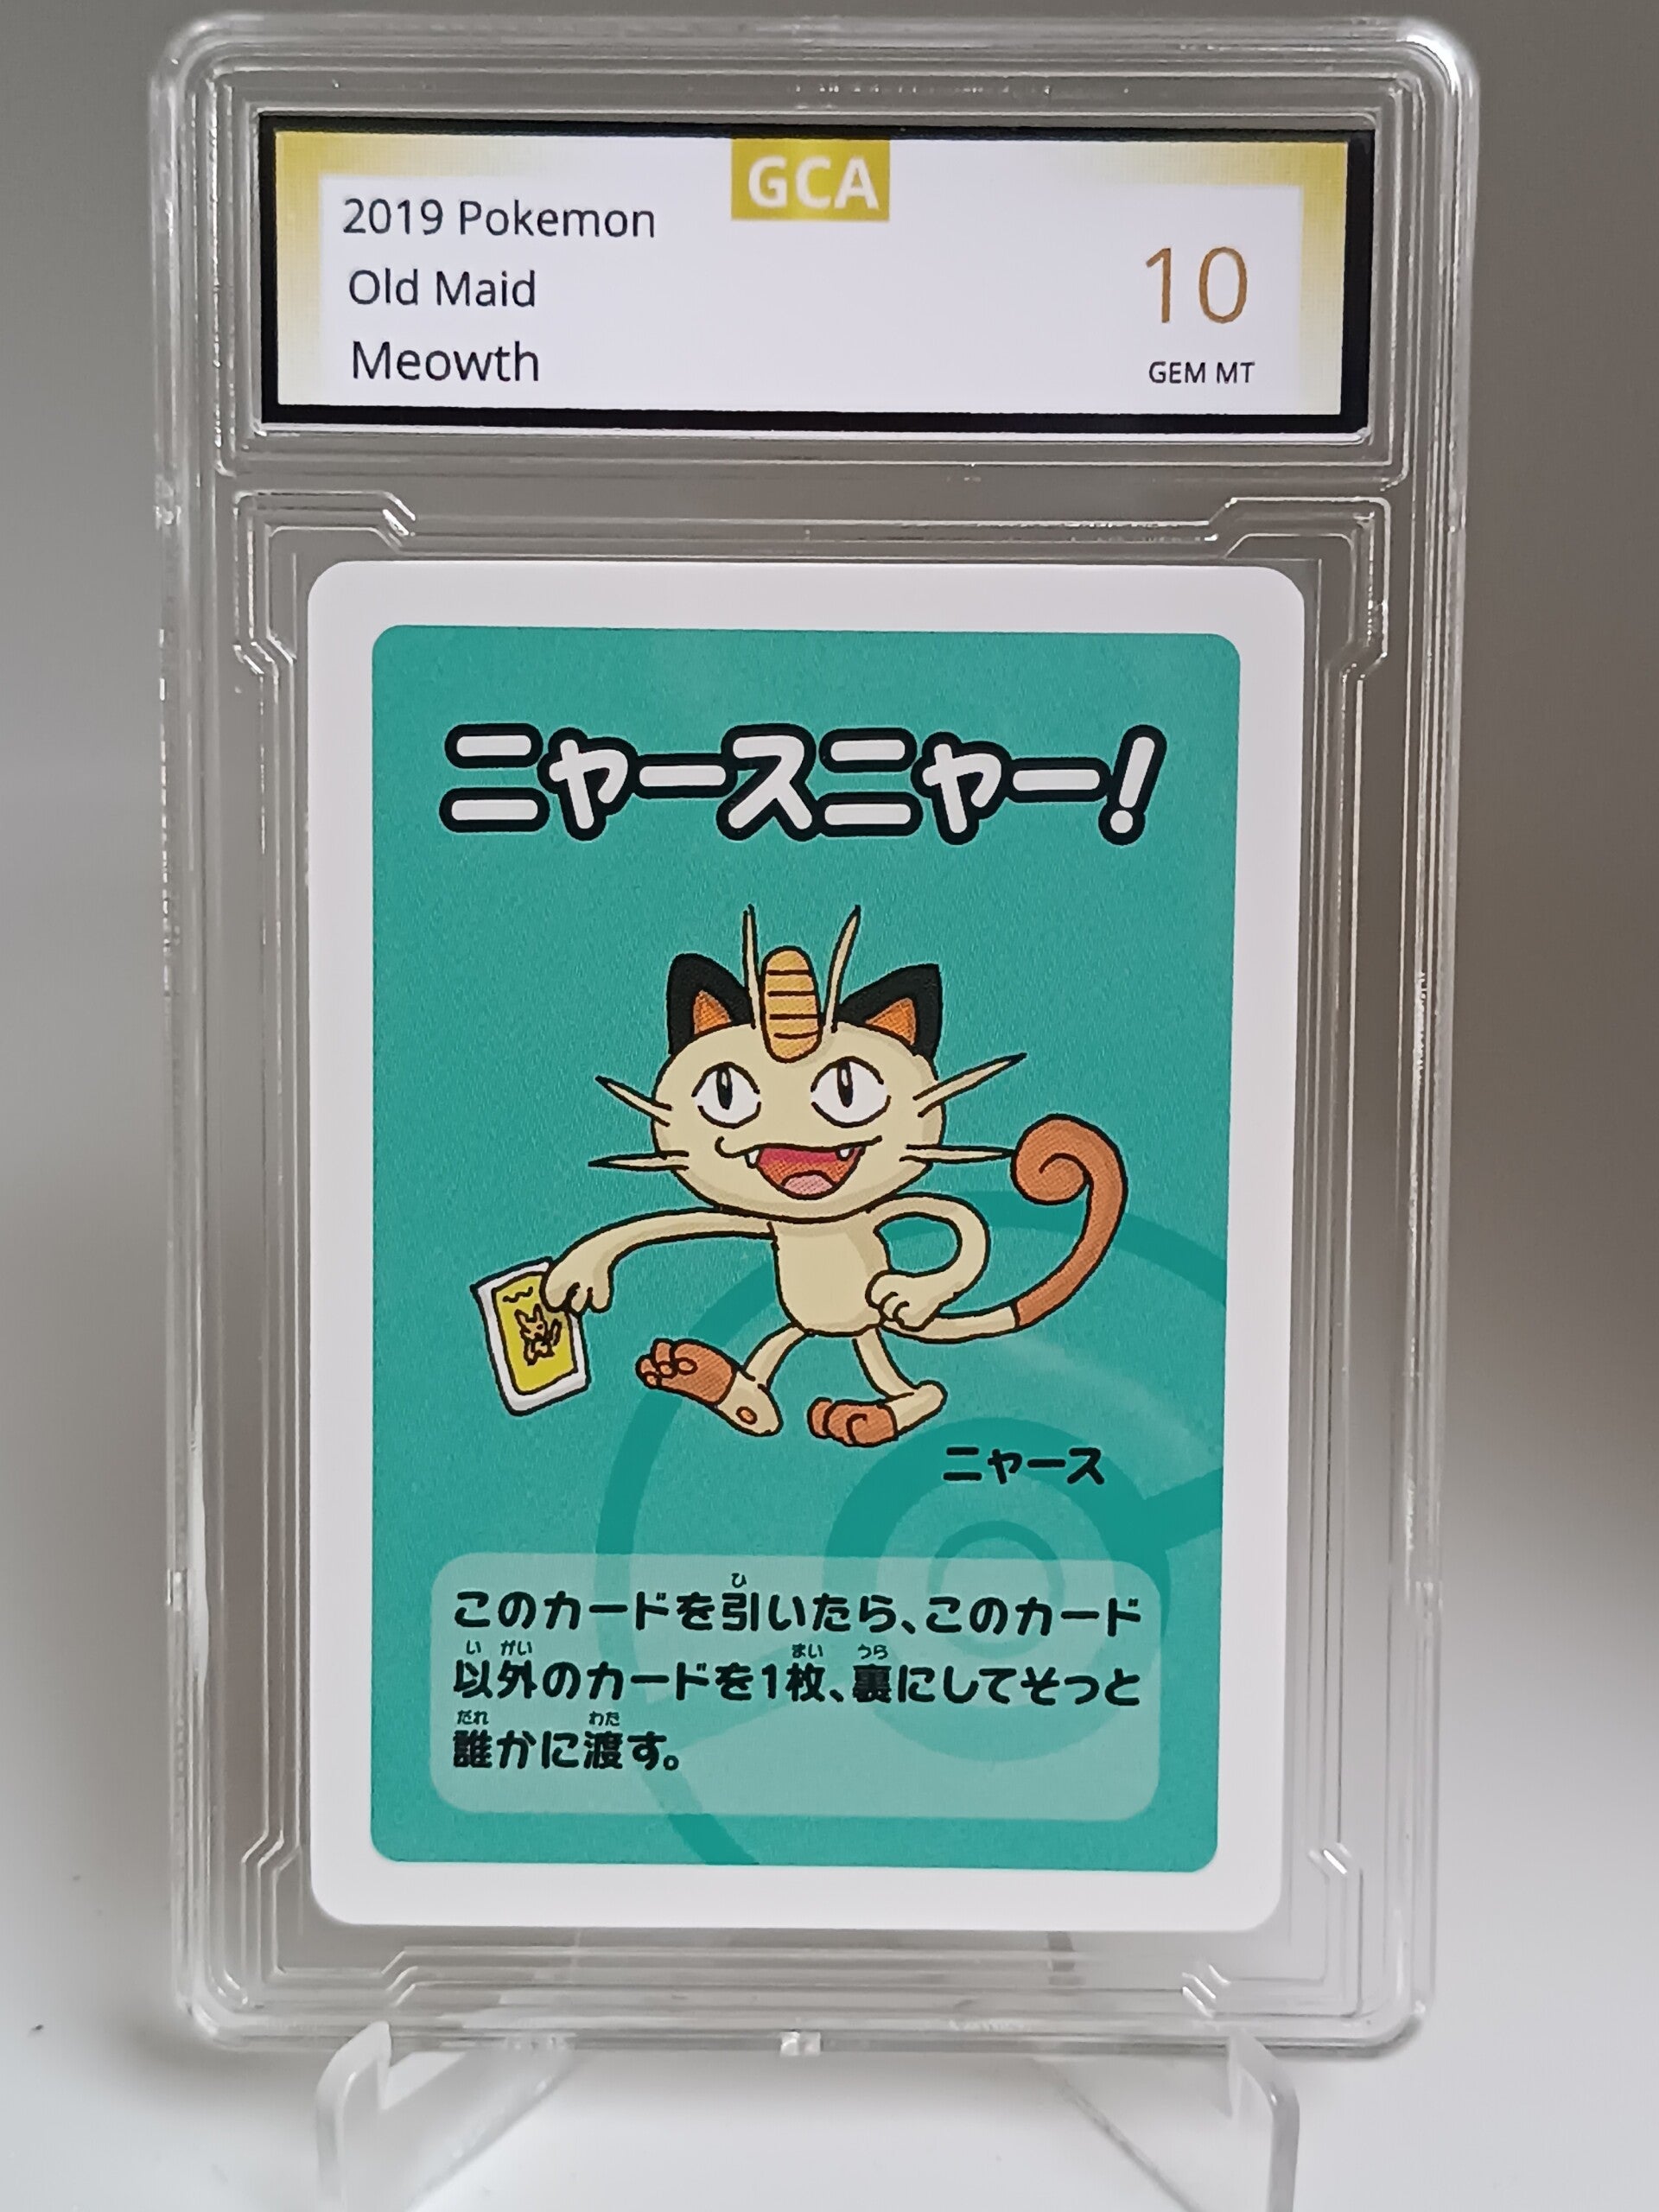 GCA
2019 Pokemon
Old Maid
Meowth
10
GEM MT
ニャースニャー!
ニャース
このカードを引いたら、このカード
以外のカードを1枚、裏にしてそっと
誰かに渡す。